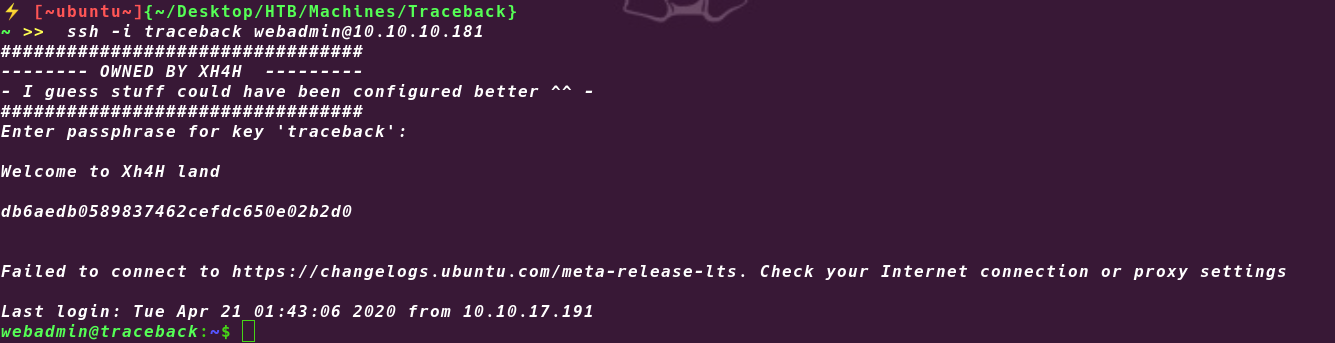 ⚡ [~ubuntu~]{~/Desktop/HTB/Machines/Traceback}
~ >>  ssh -i traceback webadmin@10.10.10.181
#################################
-------- OWNED BY XH4H  ---------
- I guess stuff could have been configured better ^^ -
#################################
Enter passphrase for key 'traceback':
Welcome to Xh4H land
db6aedb0589837462cefdc650e02b2d0
Failed to connect to https://changelogs.ubuntu.com/meta-release-lts. Check your Internet connection or proxy settings
Last login: Tue Apr 21 01:43:06 2020 from 10.10.17.191
webadmin@traceback:~$